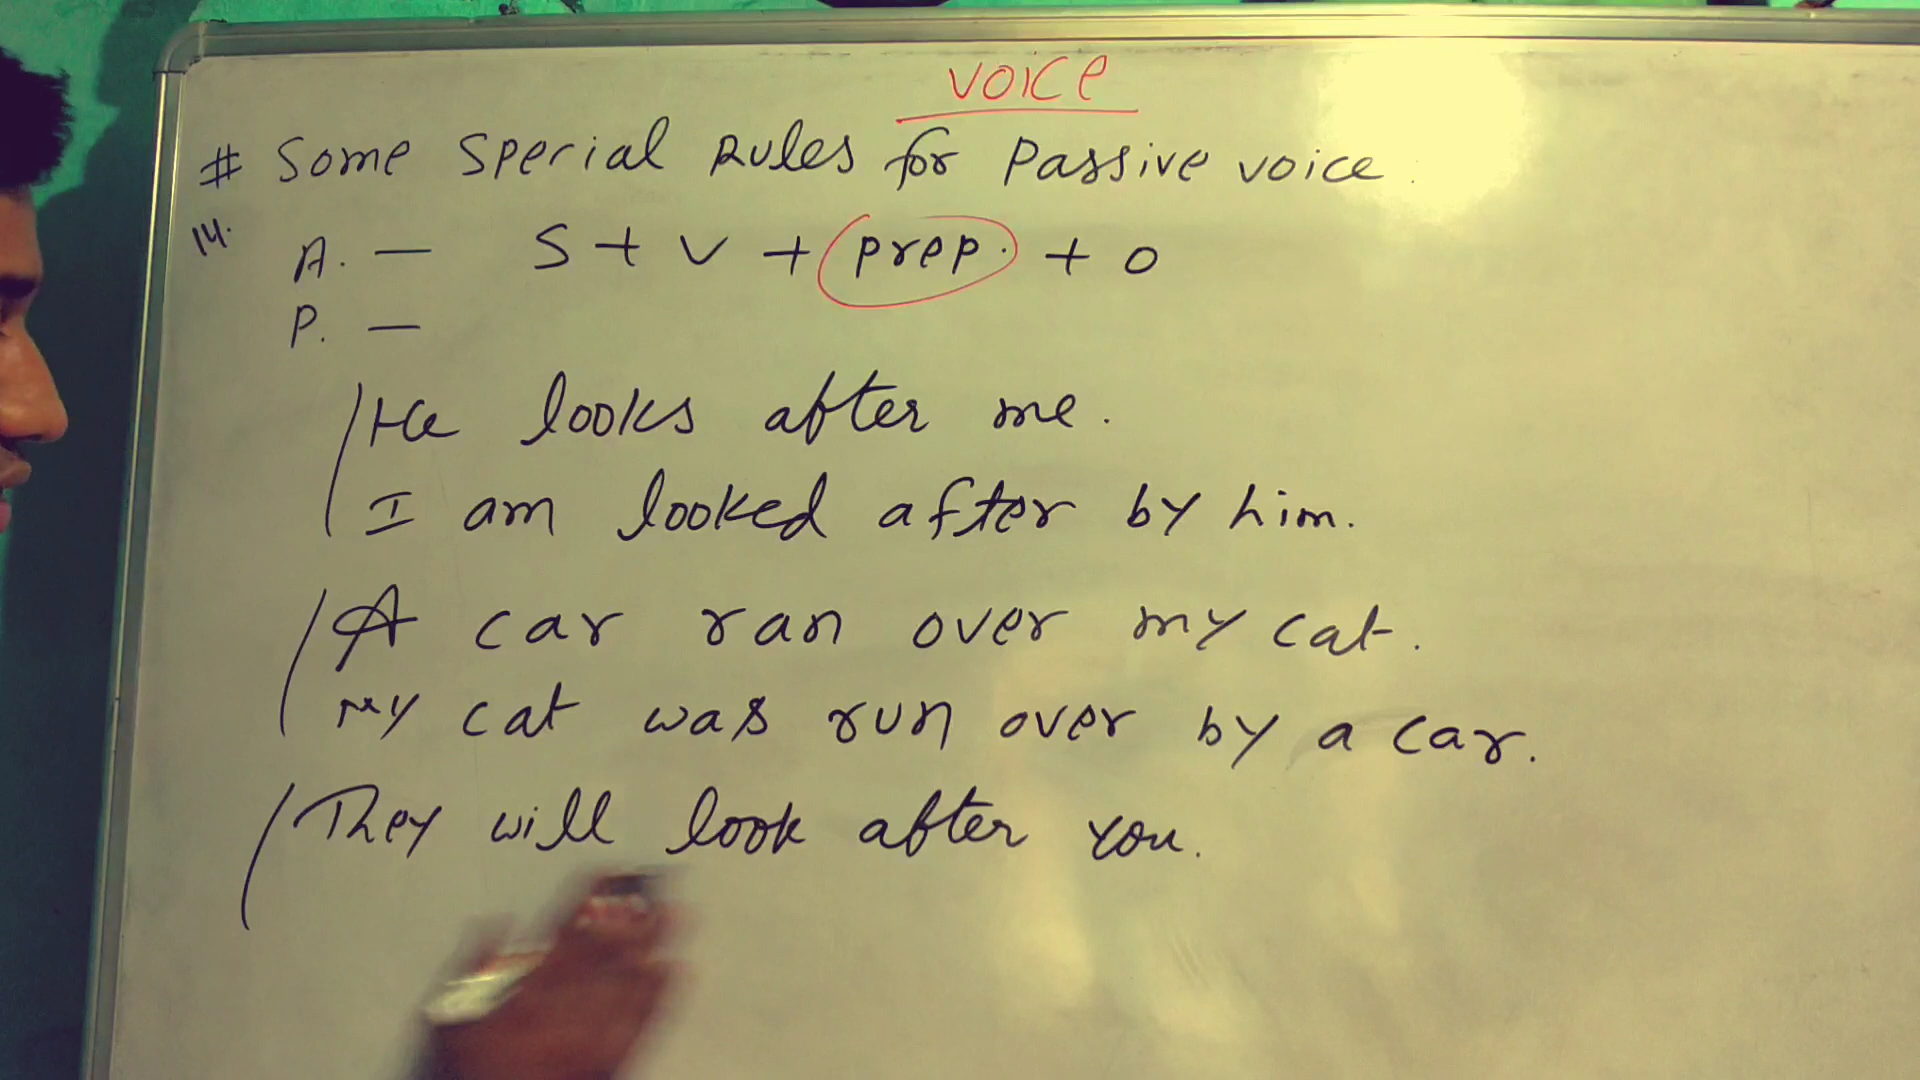 VOICE
# Some Special Rules for Passive voice.
14. A. — S + V + prep. + O
P. —
He looks after me.
I am looked after by him.
A car ran over my cat.
My cat was run over by a car.
They will look after you.